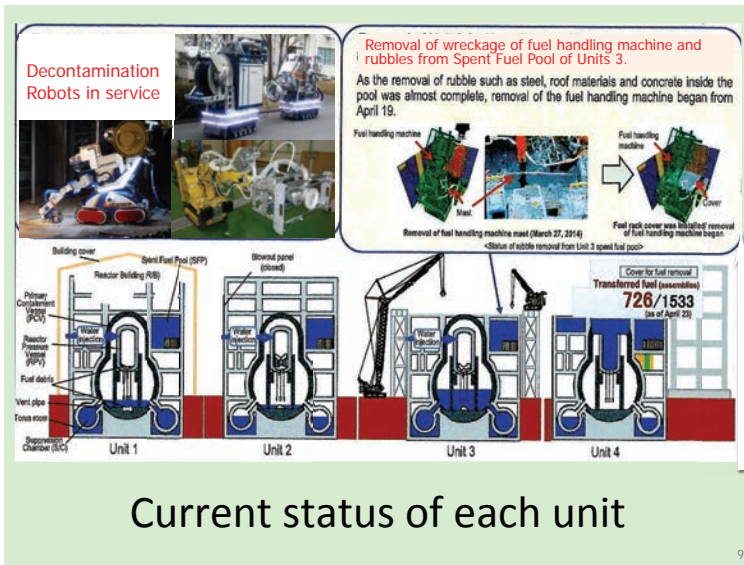 Decontamination
Robots in service
Removal of wreckage of fuel handling machine and
rubbles from Spent Fuel Pool of Units 3.
As the removal of rubble such as steel, roof materials and concrete inside the
pool was almost complete, removal of the fuel handling machine began from
April 19.
Fuel handling machine
Mast
Removal of fuel handling machine mast (March 27, 2014)
Fuel handling
machine
Cover
Fuel rack cover was installed/ removal
of fuel handling machine began
<Status of rubble removal from Unit 3 spent fuel pool>
Building cover
Spent Fuel Pool (SFP)
Reactor Building (R/B)
Primary
Containment
Vessel
(PCV)
Water
injection
Reactor
Pressure
Vessel
(RPV)
Fuel debris
Vent pipe
Torus room
Suppression
Chamber (S/C)
Unit 1
Blowout panel
(closed)
Water
injection
Unit 2
Water
injection
Unit 3
Cover for fuel removal
Transferred fuel (assemblies)
726/1533
(as of April 23)
Unit 4
Current status of each unit
9